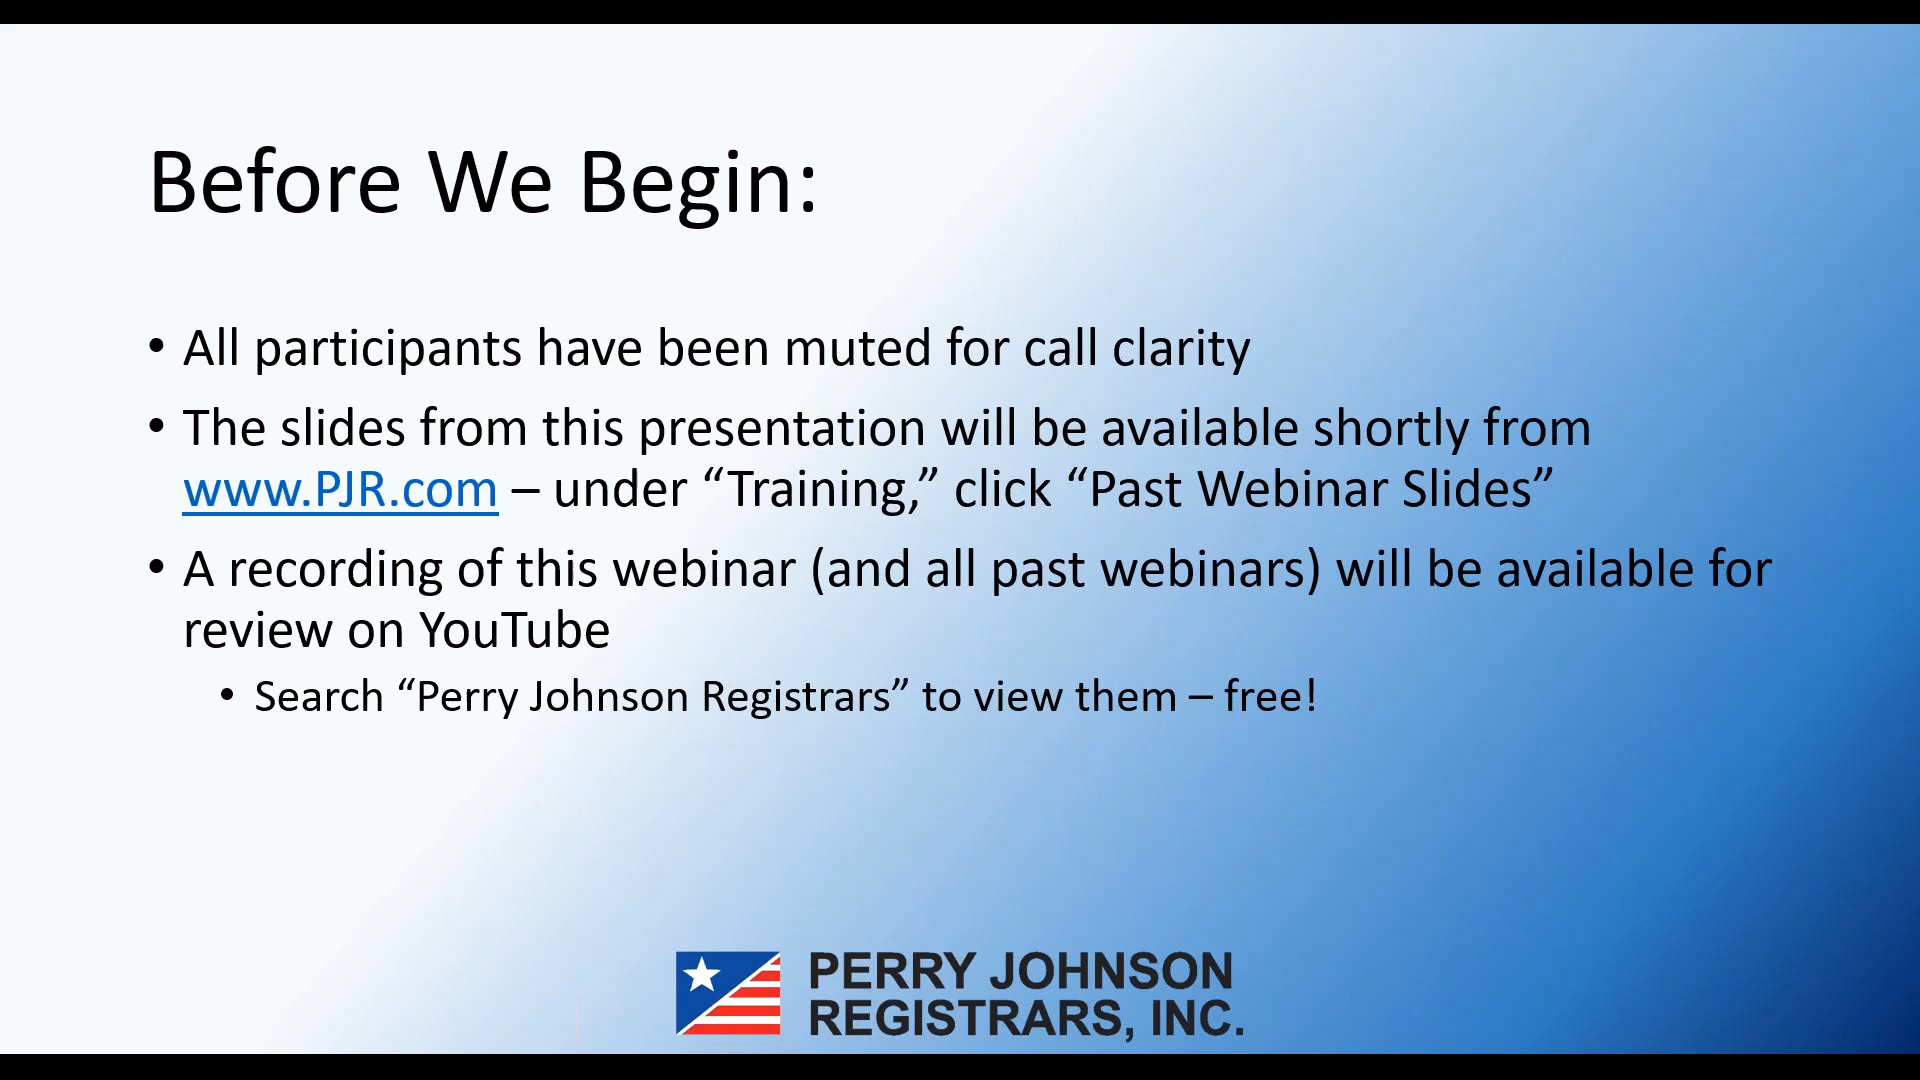 Before We Begin:
• All participants have been muted for call clarity
• The slides from this presentation will be available shortly from
www.PJR.com – under “Training,” click “Past Webinar Slides”
• A recording of this webinar (and all past webinars) will be available for
review on YouTube
• Search “Perry Johnson Registrars” to view them – free!
PERRY JOHNSON
REGISTRARS, INC.